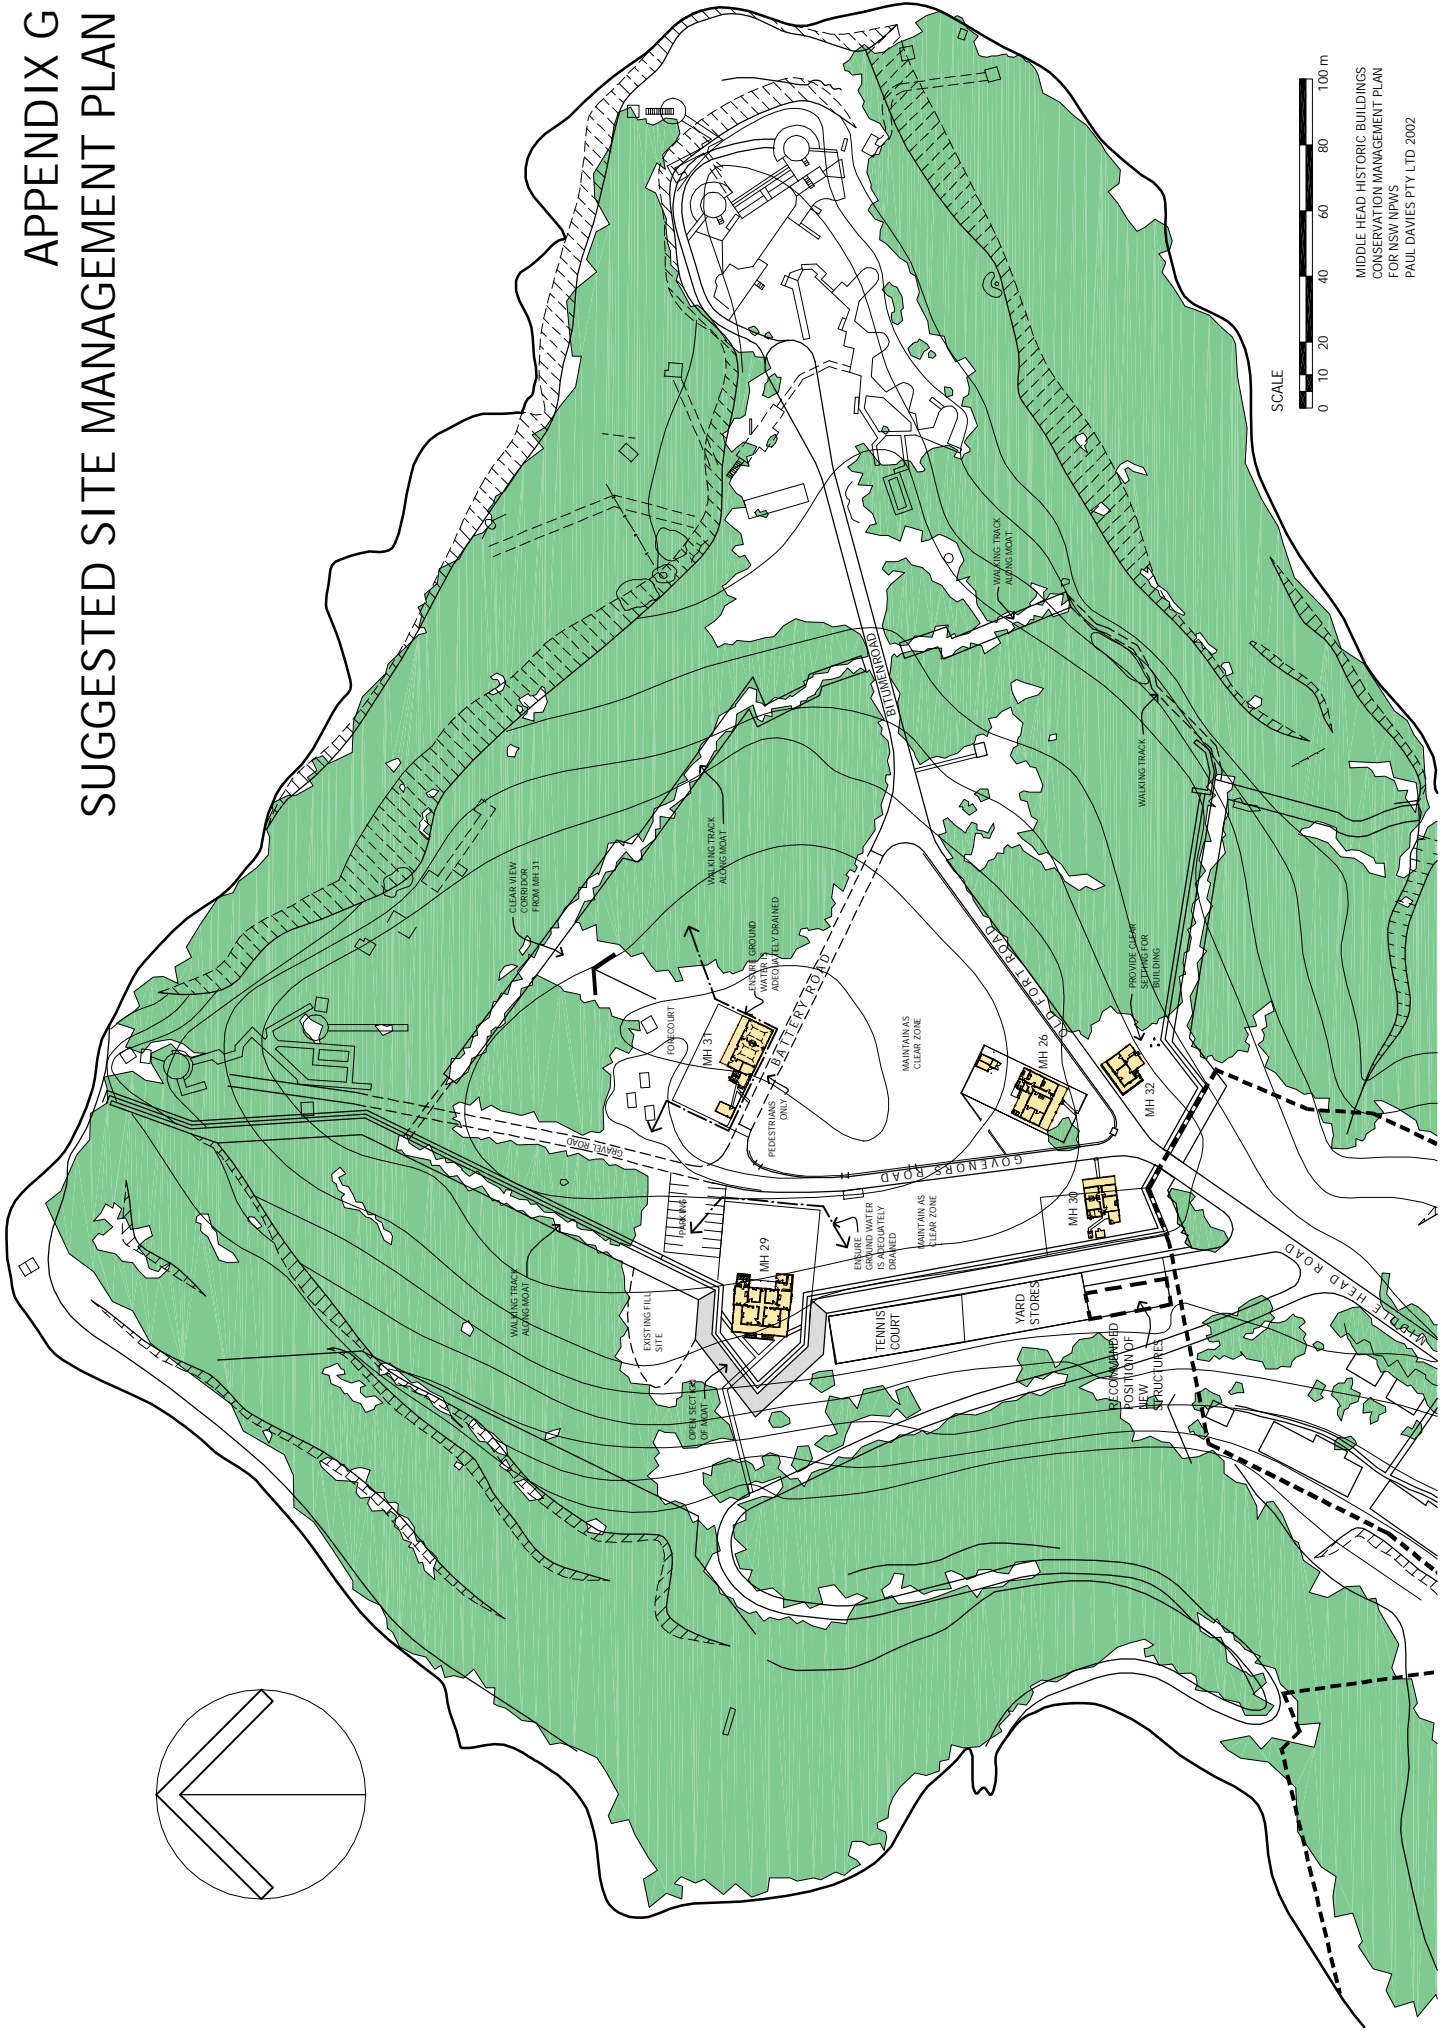 APPENDIX G
SUGGESTED SITE MANAGEMENT PLAN
CLEAR VIEW
CORRIDOR
FROM MH 31
WALKING TRACK
ALONG MOAT
WALKING TRACK
ALONG MOAT
BITUMENROAD
WALKING TRACK
ENSURE GROUND
WATER IS
ADEQUATELY DRAINED
FORECOURT
MH 31
BATTERY ROAD
PEDESTRIANS
ONLY
MAINTAIN AS
CLEAR ZONE
OLD FORT ROAD
PROVIDE CLEAR
SETTING FOR
BUILDING
MH 26
MH 32
GRAVEL ROAD
GOVENORS ROAD
PARKING
MH 29
ENSURE
GROUND WATER
IS ADEQUATELY
DRAINED
MAINTAIN AS
CLEAR ZONE
MH 30
WALKING TRACK
ALONG MOAT
EXISTING FILL
SITE
OPEN SECTION
OF MOAT
TENNIS
COURT
YARD
STORES
RECOMMANDED
POSITION OF
NEW
STRUCTURES
MIDDLE HEAD ROAD
SCALE
0 10 20 40 60 80 100 m
MIDDLE HEAD HISTORIC BUILDINGS
CONSERVATION MANAGEMENT PLAN
FOR NSW NPWS
PAUL DAVIES PTY LTD 2002